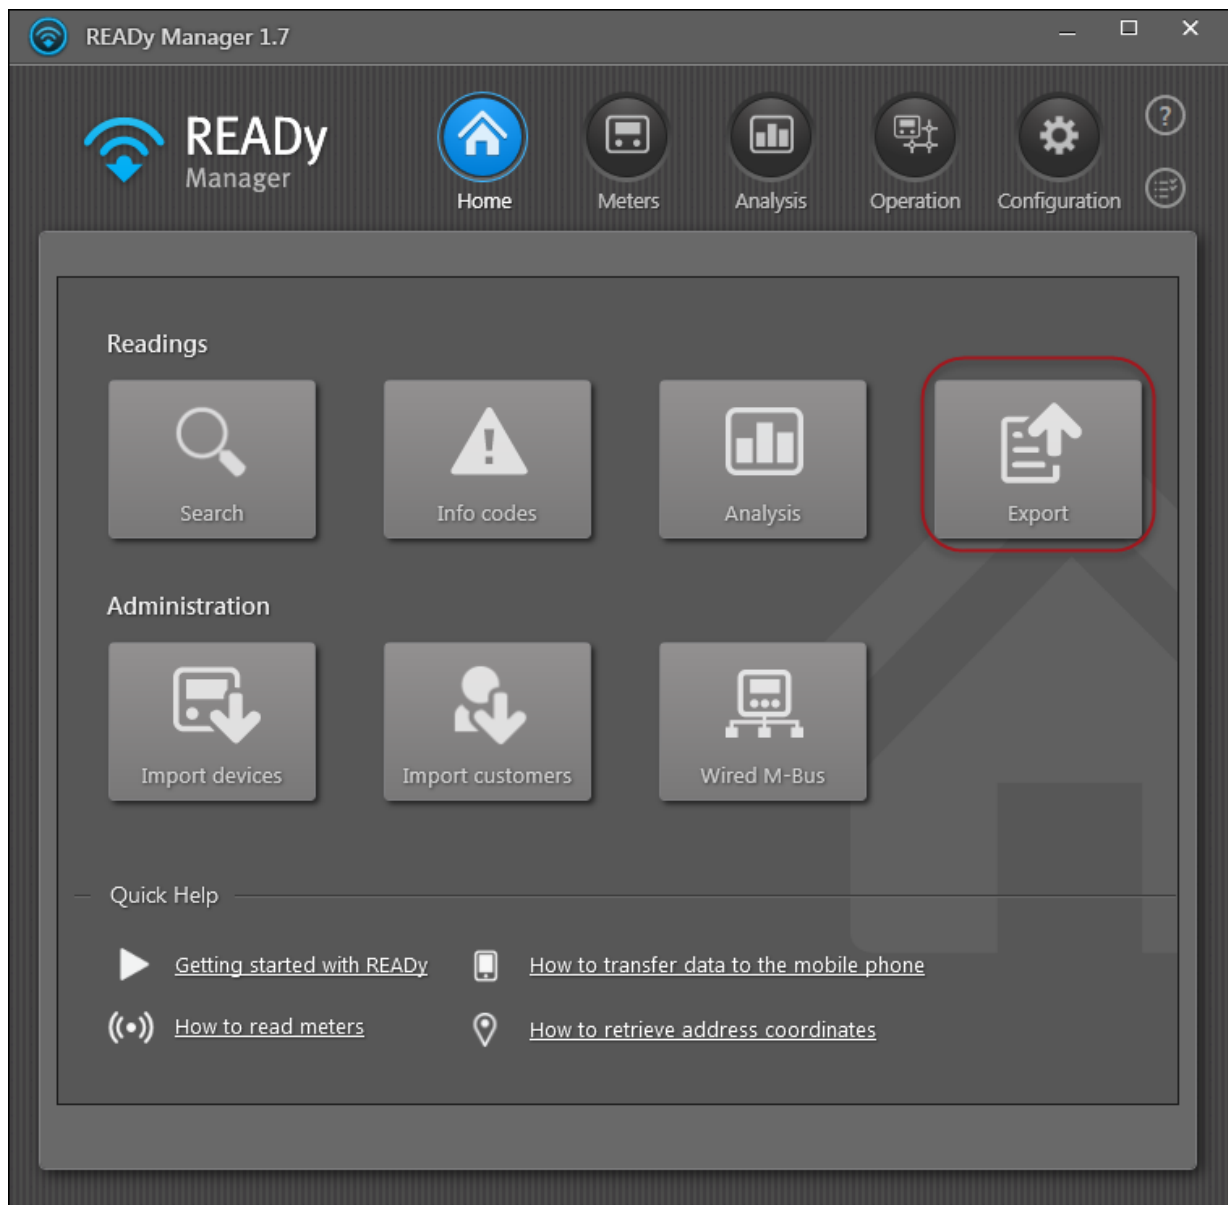 READy Manager 1.7
READy
Manager
Home Meters Analysis Operation Configuration
?
Readings
Search Info codes Analysis Export
Administration
Import devices Import customers Wired M-Bus
Quick Help
Getting started with READy How to transfer data to the mobile phone
How to read meters How to retrieve address coordinates